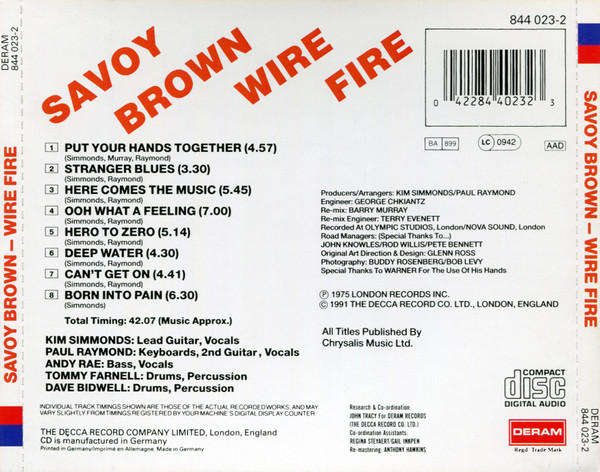 DERAM
844 023-2
SAVOY BROWN – WIRE FIRE
SAVOY
BROWN
WIRE
FIRE
844 023-2
0 42284 40232 3
BA 899
LC 0942
AAD
1 PUT YOUR HANDS TOGETHER (4.57)
(Simmonds, Murray, Raymond)
2 STRANGER BLUES (3.30)
(Simmonds, Raymond)
3 HERE COMES THE MUSIC (5.45)
(Simmonds, Raymond)
4 OOH WHAT A FEELING (7.00)
(Simmonds, Raymond)
5 HERO TO ZERO (5.14)
(Simmonds, Raymond)
6 DEEP WATER (4.30)
(Simmonds, Raymond)
7 CAN'T GET ON (4.41)
(Simmonds, Raymond)
8 BORN INTO PAIN (6.30)
(Simmonds)
Total Timing: 42.07 (Music Approx.)
KIM SIMMONDS: Lead Guitar, Vocals
PAUL RAYMOND: Keyboards, 2nd Guitar, Vocals
ANDY RAE: Bass, Vocals
TOMMY FARNELL: Drums, Percussion
DAVE BIDWELL: Drums, Percussion
INDIVIDUAL TRACK TIMINGS SHOWN ARE THOSE OF THE ACTUAL RECORDED WORKS, AND MAY
VARY SLIGHTLY FROM TIMINGS REGISTERED BY YOUR MACHINE'S DIGITAL DISPLAY COUNTER
THE DECCA RECORD COMPANY LIMITED, London, England
CD is manufactured in Germany
Printed in Germany/Imprimé en Allemagne. Made in Germany
Producers/Arrangers: KIM SIMMONDS/PAUL RAYMOND
Engineer: GEORGE CHKIANTZ
Re-mix: BARRY MURRAY
Re-mix Engineer: TERRY EVENETT
Recorded At OLYMPIC STUDIOS, London/NOVA SOUND, London
Road Managers: (Special Thanks To...)
JOHN KNOWLES/ROD WILLIS/PETE BENNETT
Original Art Direction & Design: GLENN ROSS
Photography: BUDDY ROSENBERG/BOB LEVY
Special Thanks To WARNER For The Use Of His Hands
℗ 1975 LONDON RECORDS INC.
© 1991 THE DECCA RECORD CO. LTD., LONDON, ENGLAND
All Titles Published By
Chrysalis Music Ltd.
Research & Co-ordination:
JOHN TRACY For DERAM RECORDS
(THE DECCA RECORD CO. LTD.)
Co-ordination Assistants:
REGINA STEYAERT/GAIL HNIPEN
Re-mastering: ANTHONY HAWKINS
COMPACT
disc
DIGITAL AUDIO
DERAM
Regd. Trade Mark
SAVOY BROWN – WIRE FIRE
DERAM
844 023-2